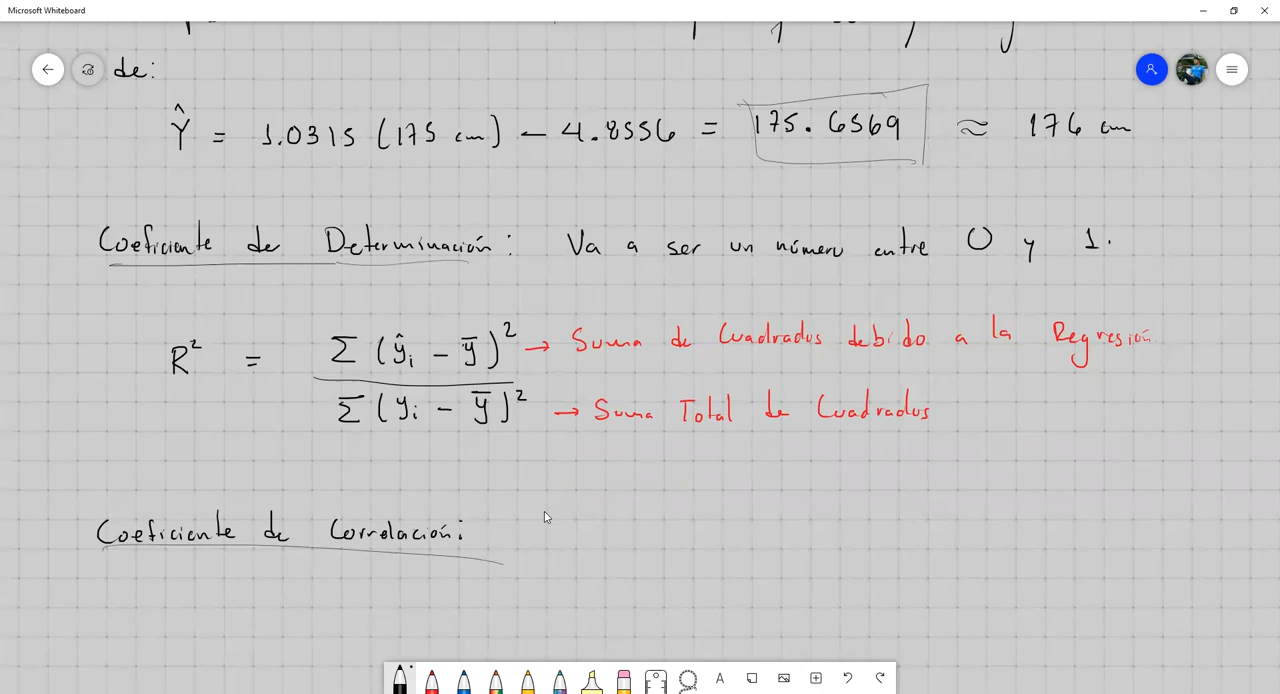 Microsoft Whiteboard
de:
Ŷ = 1.0315 (175 cm) - 4.8556 = 175.6569 ≈ 176 cm
Coeficiente de Determinación: Va a ser un número entre 0 y 1.
R² = Σ (ŷi - ȳ)² → Suma de Cuadrados debido a la Regresión
Σ (yi - ȳ)² → Suma Total de Cuadrados
Coeficiente de Correlación: